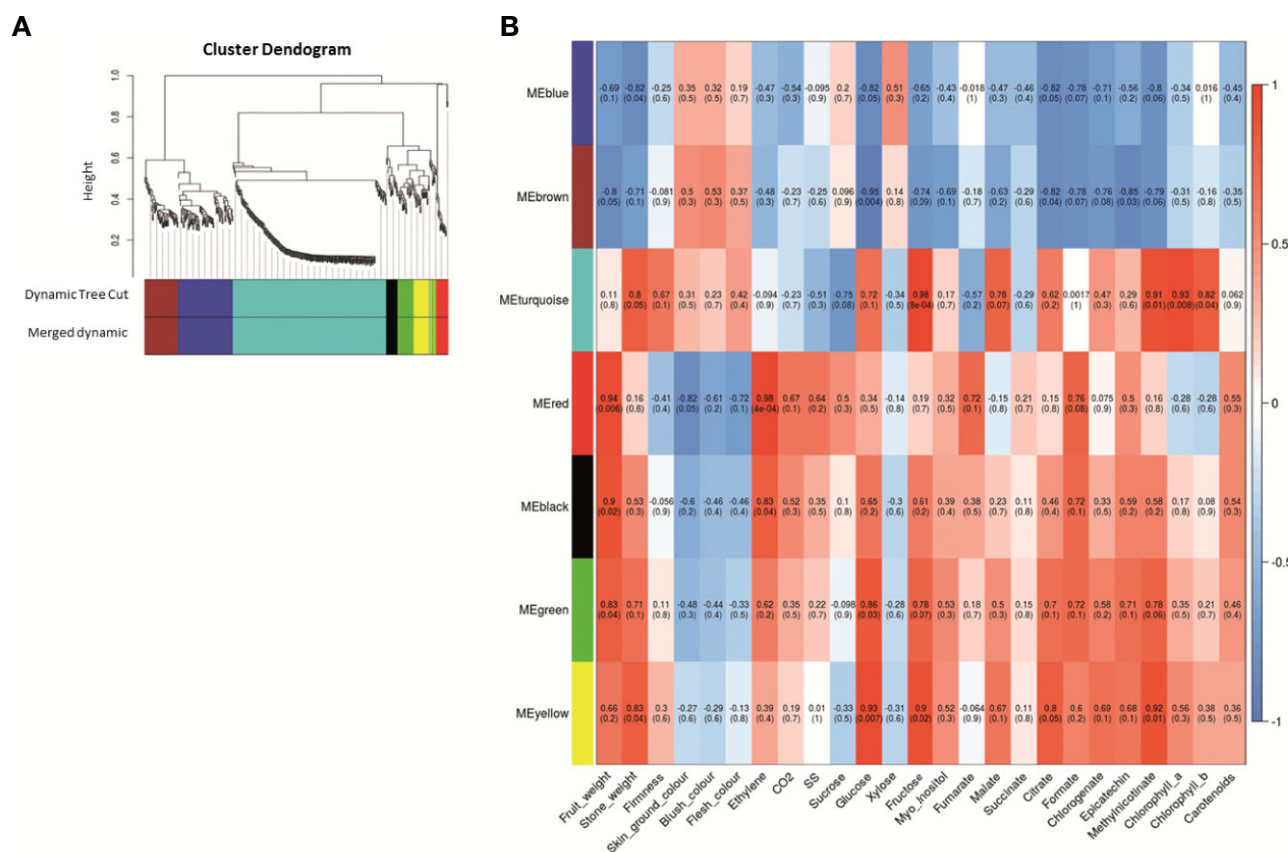 A
Cluster Dendogram
Height
1.0
0.8
0.6
0.4
0.2
Dynamic Tree Cut
Merged dynamic
B
MEblue
-0.69 -0.82 -0.25 0.35 0.32 0.19 -0.47 -0.54 -0.095 0.2 -0.82 0.51 -0.65 -0.43 -0.018 -0.47 -0.46 -0.82 -0.78 -0.71 -0.56 -0.8 -0.34 0.016 -0.45
(0.1) (0.04) (0.6) (0.5) (0.5) (0.7) (0.3) (0.3) (0.9) (0.7) (0.05) (0.3) (0.2) (0.4) (1) (0.3) (0.4) (0.05) (0.07) (0.1) (0.2) (0.06) (0.5) (1) (0.4)
MEbrown
-0.8 -0.71 -0.081 0.5 0.53 0.37 -0.48 -0.23 -0.25 0.096 -0.95 0.14 -0.74 -0.69 -0.18 -0.63 -0.29 -0.82 -0.78 -0.76 -0.85 -0.79 -0.31 -0.16 -0.35
(0.05) (0.1) (0.9) (0.3) (0.3) (0.5) (0.3) (0.7) (0.6) (0.9) (0.004) (0.8) (0.09) (0.1) (0.7) (0.2) (0.6) (0.04) (0.07) (0.08) (0.03) (0.06) (0.5) (0.8) (0.5)
MEturquoise
0.11 0.8 0.67 0.31 0.23 0.42 -0.094 -0.23 -0.51 -0.75 0.72 -0.34 0.98 0.17 -0.57 0.78 -0.29 0.62 0.0017 0.47 0.29 0.91 0.93 0.82 0.062
(0.8) (0.05) (0.1) (0.5) (0.7) (0.4) (0.9) (0.7) (0.3) (0.08) (0.1) (0.5) (8e-04) (0.7) (0.2) (0.07) (0.6) (0.2) (1) (0.3) (0.6) (0.01) (0.008) (0.04) (0.9)
MEred
0.94 0.16 -0.41 -0.82 -0.61 -0.72 0.98 0.67 0.64 0.5 0.34 -0.14 0.19 0.32 0.72 -0.15 0.21 0.15 0.76 0.075 0.5 0.16 -0.28 -0.28 0.55
(0.006) (0.8) (0.4) (0.05) (0.2) (0.1) (4e-04) (0.1) (0.2) (0.3) (0.5) (0.8) (0.7) (0.5) (0.1) (0.8) (0.7) (0.8) (0.08) (0.9) (0.3) (0.8) (0.6) (0.6) (0.3)
MEblack
0.9 0.53 -0.056 -0.6 -0.46 -0.46 0.83 0.52 0.35 0.1 0.65 -0.3 0.61 0.39 0.38 0.23 0.11 0.46 0.72 0.33 0.59 0.58 0.17 0.08 0.54
(0.02) (0.3) (0.9) (0.2) (0.4) (0.4) (0.04) (0.3) (0.5) (0.8) (0.2) (0.6) (0.2) (0.4) (0.5) (0.7) (0.8) (0.4) (0.1) (0.5) (0.2) (0.2) (0.8) (0.9) (0.3)
MEgreen
0.83 0.71 0.11 -0.48 -0.44 -0.33 0.62 0.35 0.22 -0.098 0.86 -0.28 0.78 0.53 0.18 0.5 0.15 0.7 0.72 0.58 0.71 0.78 0.35 0.21 0.46
(0.04) (0.1) (0.8) (0.3) (0.4) (0.5) (0.2) (0.5) (0.7) (0.9) (0.03) (0.6) (0.07) (0.3) (0.7) (0.3) (0.8) (0.1) (0.1) (0.2) (0.1) (0.06) (0.5) (0.7) (0.4)
MEyellow
0.66 0.83 0.3 -0.27 -0.29 -0.13 0.39 0.19 0.01 -0.33 0.93 -0.31 0.9 0.52 -0.064 0.67 0.11 0.8 0.6 0.69 0.68 0.92 0.56 0.38 0.36
(0.2) (0.04) (0.6) (0.6) (0.6) (0.8) (0.4) (0.7) (1) (0.5) (0.007) (0.6) (0.02) (0.3) (0.9) (0.1) (0.8) (0.05) (0.2) (0.1) (0.1) (0.01) (0.3) (0.5) (0.5)
Fruit_weight
Stone_weight
Firmness
Skin_ground_colour
Blush_colour
Flesh_colour
Ethylene
CO2
SS
Sucrose
Glucose
Xylose
Fructose
Myo_Inositol
Fumarate
Malate
Succinate
Citrate
Formate
Chlorogenate
Epicatechin
Methylnicotinate
Chlorophyll_a
Chlorophyll_b
Carotenoids
1
0.5
0
-0.5
-1